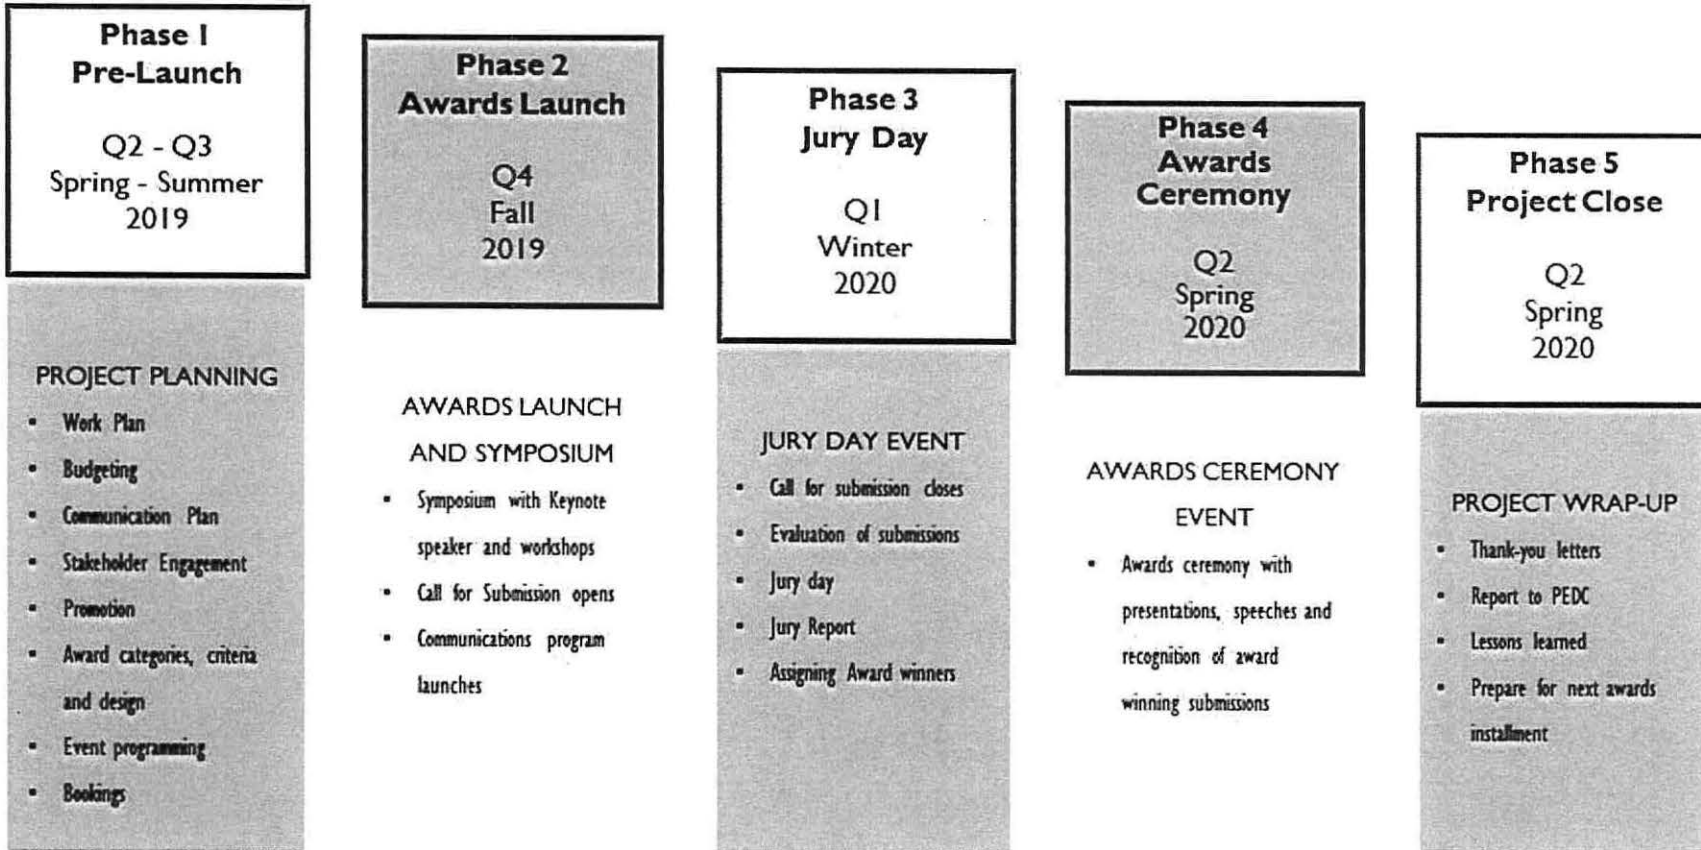 Phase 1
Pre-Launch
Q2 - Q3
Spring - Summer
2019
PROJECT PLANNING
▪ Work Plan
▪ Budgeting
▪ Communication Plan
▪ Stakeholder Engagement
▪ Promotion
▪ Award categories, criteria
and design
▪ Event programming
▪ Bookings
Phase 2
Awards Launch
Q4
Fall
2019
AWARDS LAUNCH
AND SYMPOSIUM
▪ Symposium with Keynote
speaker and workshops
▪ Call for Submission opens
▪ Communications program
launches
Phase 3
Jury Day
Q1
Winter
2020
JURY DAY EVENT
▪ Call for submission closes
▪ Evaluation of submissions
▪ Jury day
▪ Jury Report
▪ Assigning Award winners
Phase 4
Awards
Ceremony
Q2
Spring
2020
AWARDS CEREMONY
EVENT
▪ Awards ceremony with
presentations, speeches and
recognition of award
winning submissions
Phase 5
Project Close
Q2
Spring
2020
PROJECT WRAP-UP
▪ Thank-you letters
▪ Report to PEDC
▪ Lessons learned
▪ Prepare for next awards
installment